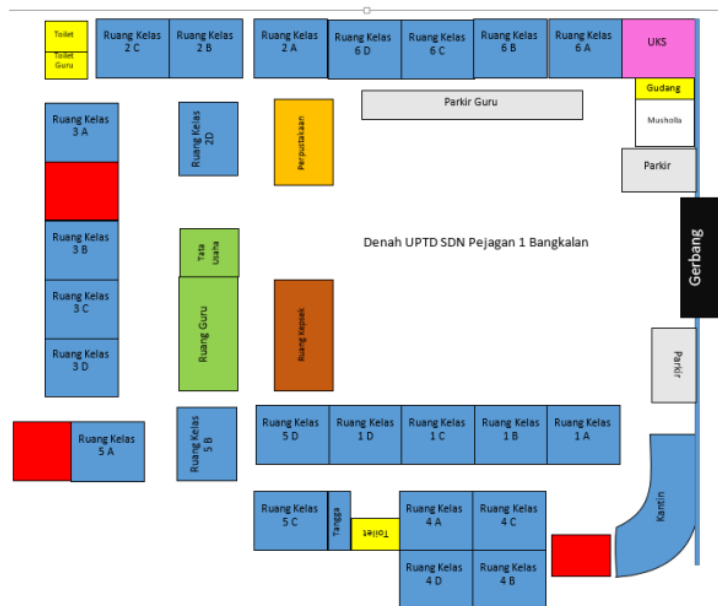 Toilet
Toilet
Guru
Ruang Kelas
2 C
Ruang Kelas
2 B
Ruang Kelas
2 A
Ruang Kelas
6 D
Ruang Kelas
6 C
Ruang Kelas
6 B
Ruang Kelas
6 A
UKS
Gudang
Musholla
Parkir Guru
Ruang Kelas
3 A
Ruang Kelas
2D
Perpustakaan
Parkir
Denah UPTD SDN Pejagan 1 Bangkalan
Gerbang
Ruang Kelas
3 B
Tata
Usaha
Ruang Kelas
3 C
Ruang Guru
Ruang Kepsek
Ruang Kelas
3 D
Parkir
Ruang Kelas
5 A
Ruang Kelas
5 B
Ruang Kelas
5 D
Ruang Kelas
1 D
Ruang Kelas
1 C
Ruang Kelas
1 B
Ruang Kelas
1 A
Kantin
Ruang Kelas
5 C
Tangga
Toilet
Ruang Kelas
4 A
Ruang Kelas
4 C
Ruang Kelas
4 D
Ruang Kelas
4 B